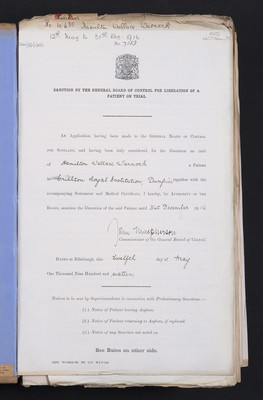 No 10630 Hamilton Wallace Warnock
12th May to 31st Dec. 1916
SANCTION BY THE GENERAL BOARD OF CONTROL FOR LIBERATION OF A
PATIENT ON TRIAL.
An Application having been made to the General Board of Control
for Scotland, and having been duly considered, for the Liberation on trial
of Hamilton Wallace Warnock a Patient
in Crichton Royal Institution, Dumfries together with the
accompanying Statement and Medical Certificate, I hereby, by Authority of the
Board, sanction the Liberation of the said Patient until 31st December 1916
John Macpherson
Commissioner of the General Board of Control.
Dated at Edinburgh, this twelfth day of May
One Thousand Nine Hundred and sixteen
Notices to be sent by Superintendents in connection with Probationary Sanctions:—
(1.) Notice of Patient leaving Asylum.
(2.) Notice of Patient returning to Asylum, if replaced.
(3.) Notice of any Sanction not acted on.
See Rules on other side.